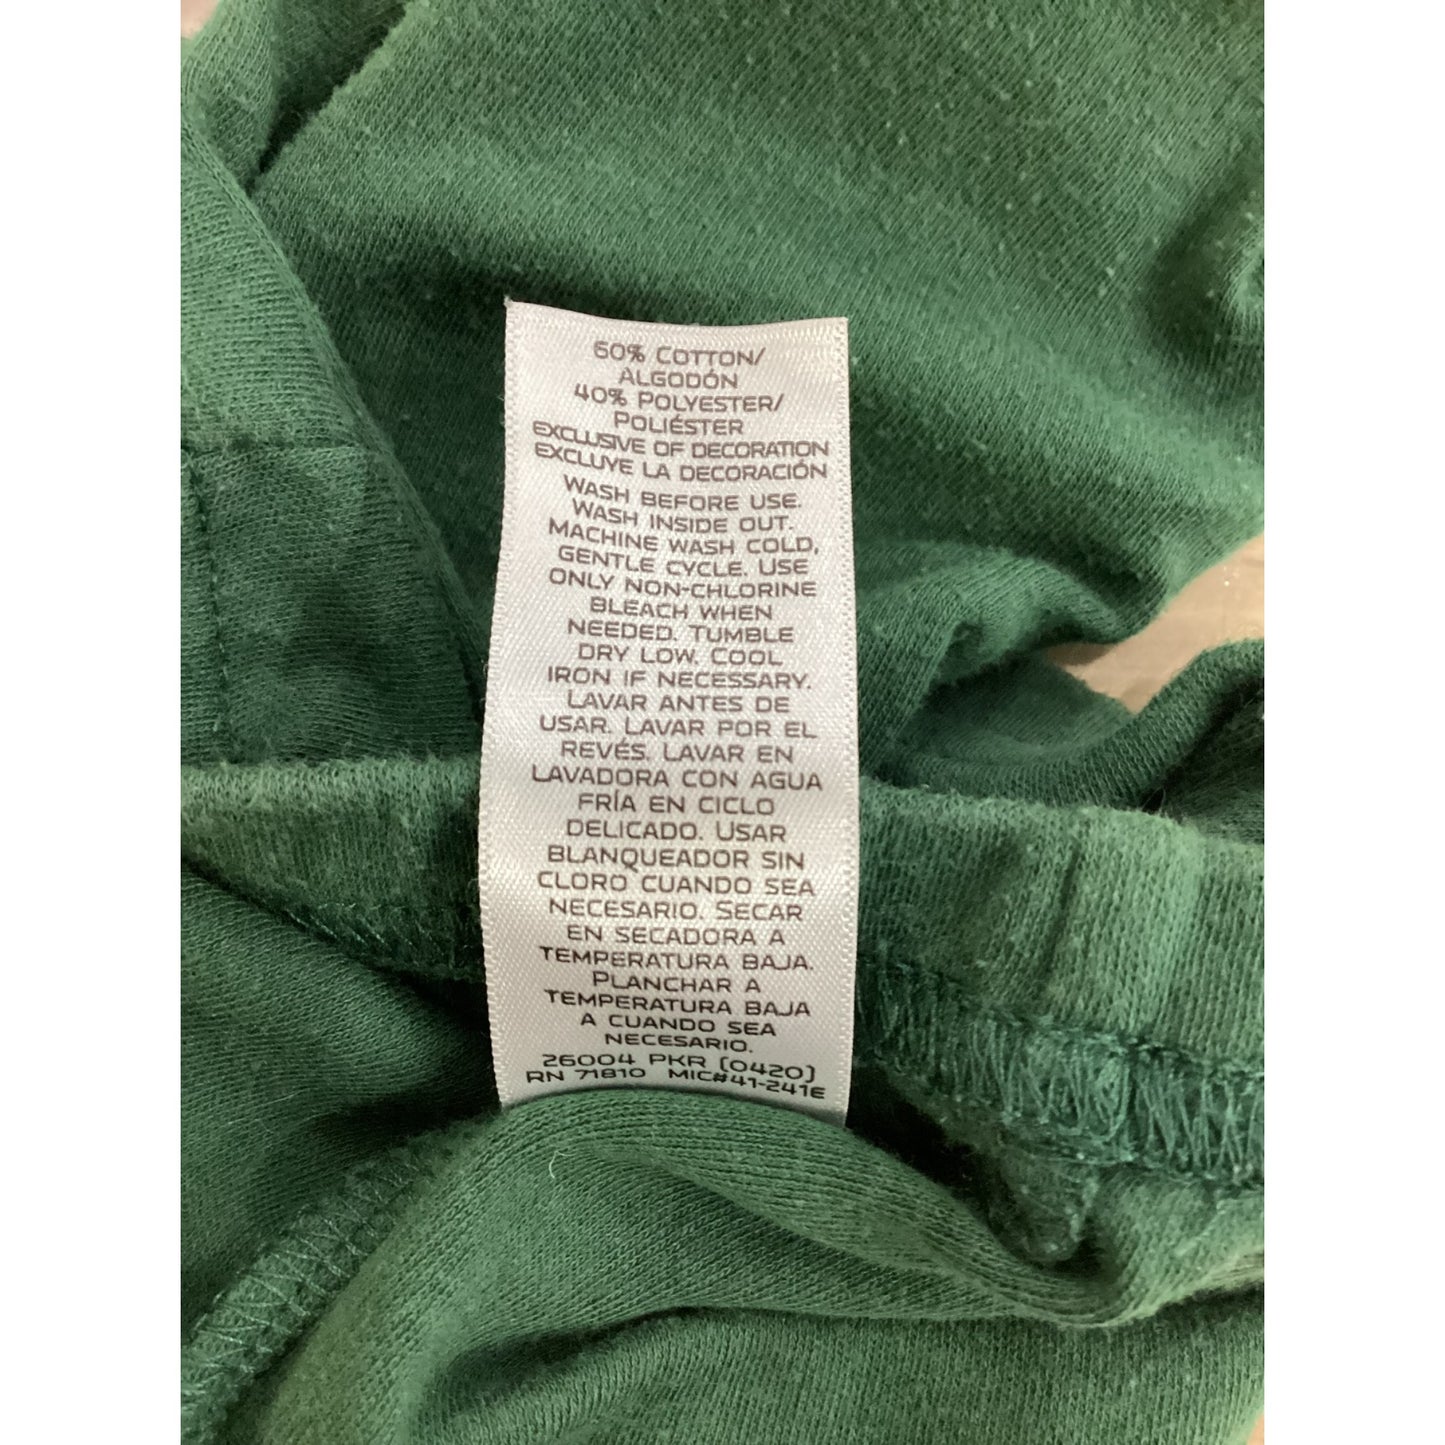 60% COTTON/
ALGODÓN
40% POLYESTER/
POLIÉSTER
EXCLUSIVE OF DECORATION
EXCLUYE LA DECORACIÓN
WASH BEFORE USE.
WASH INSIDE OUT.
MACHINE WASH COLD,
GENTLE CYCLE. USE
ONLY NON-CHLORINE
BLEACH WHEN
NEEDED. TUMBLE
DRY LOW. COOL
IRON IF NECESSARY.
LAVAR ANTES DE
USAR. LAVAR POR EL
REVÉS. LAVAR EN
LAVADORA CON AGUA
FRÍA EN CICLO
DELICADO. USAR
BLANQUEADOR SIN
CLORO CUANDO SEA
NECESARIO. SECAR
EN SECADORA A
TEMPERATURA BAJA.
PLANCHAR A
TEMPERATURA BAJA
A CUANDO SEA
NECESARIO.
26004 PKR (0420)
RN 71810 MIC#41-241E